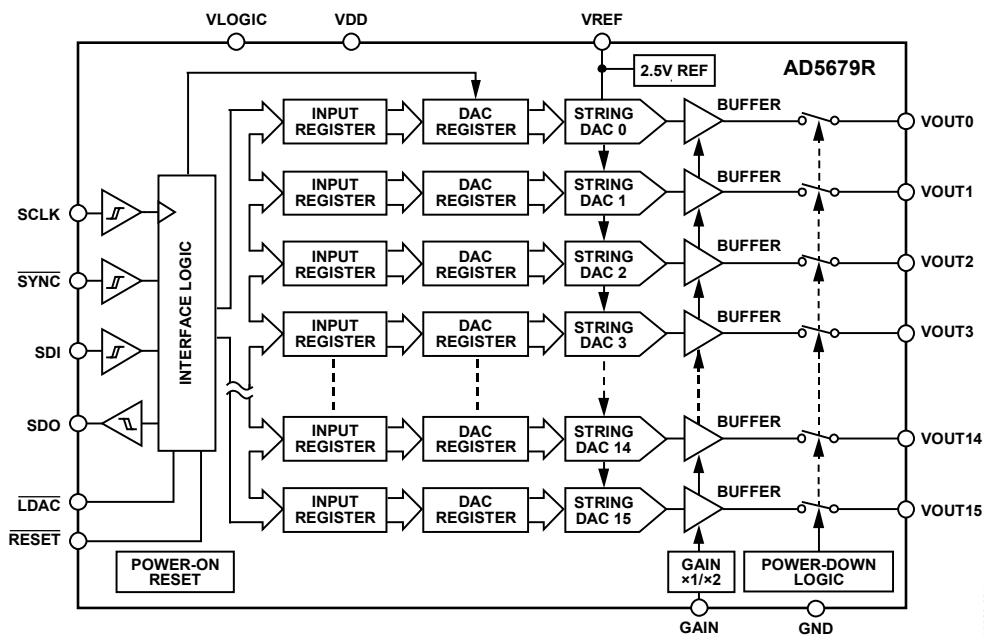 VLOGIC VDD VREF
2.5V REF
AD5679R
INPUT REGISTER DAC REGISTER STRING DAC 0 BUFFER VOUT0
INPUT REGISTER DAC REGISTER STRING DAC 1 BUFFER VOUT1
INPUT REGISTER DAC REGISTER STRING DAC 2 BUFFER VOUT2
INPUT REGISTER DAC REGISTER STRING DAC 3 BUFFER VOUT3
INPUT REGISTER DAC REGISTER STRING DAC 14 BUFFER VOUT14
INPUT REGISTER DAC REGISTER STRING DAC 15 BUFFER VOUT15
SCLK
SYNC
SDI
SDO
LDAC
RESET
INTERFACE LOGIC
POWER-ON
RESET
GAIN
×1/×2
POWER-DOWN
LOGIC
GAIN GND